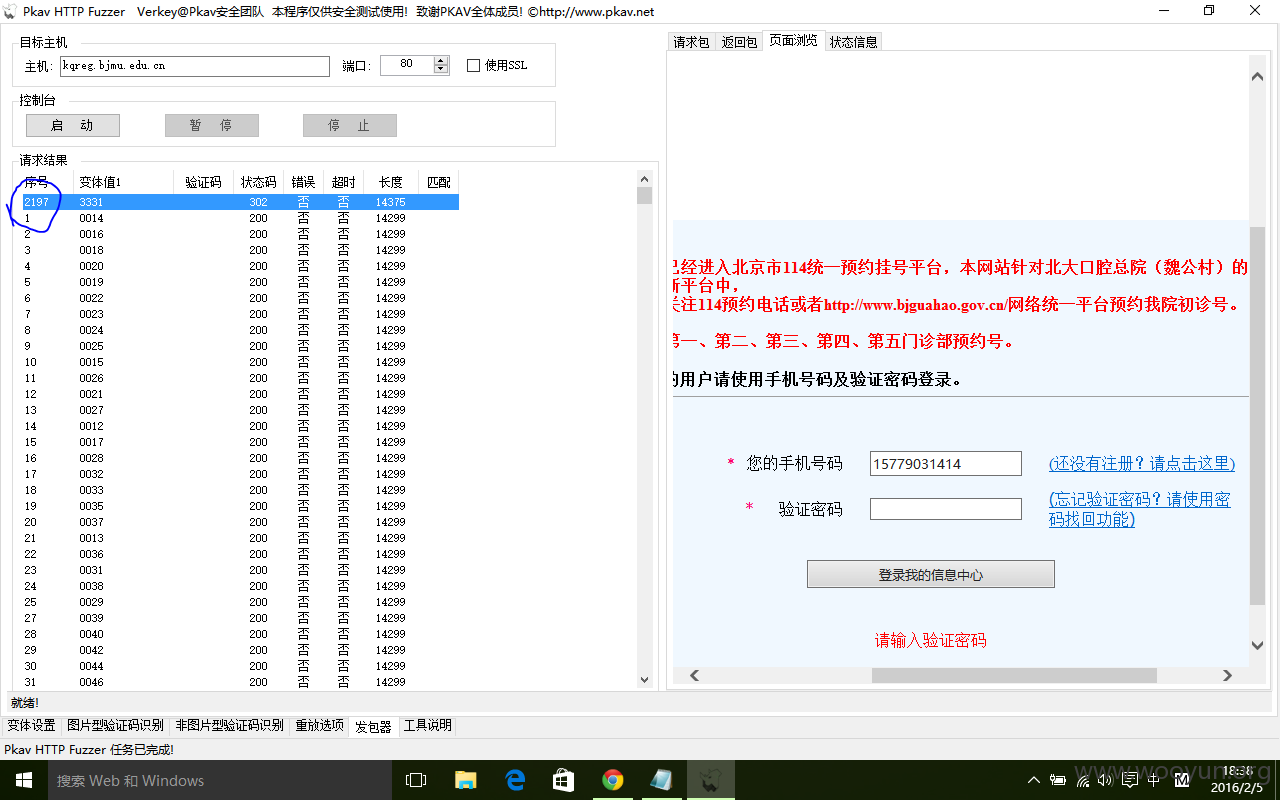 Pkav HTTP Fuzzer    Verkey@Pkav安全团队  本程序仅供安全测试使用!  致谢PKAV全体成员! ©http://www.pkav.net
目标主机
主机: kqreg.bjmu.edu.cn 端口: 80 使用SSL
控制台
启 动 暂 停 停 止
请求结果
序号 变体值1 验证码 状态码 错误 超时 长度 匹配
2197 3331 302 否 否 14375
1 0014 200 否 否 14299
2 0016 200 否 否 14299
3 0018 200 否 否 14299
4 0020 200 否 否 14299
5 0019 200 否 否 14299
6 0022 200 否 否 14299
7 0023 200 否 否 14299
8 0024 200 否 否 14299
9 0025 200 否 否 14299
10 0015 200 否 否 14299
11 0026 200 否 否 14299
12 0021 200 否 否 14299
13 0027 200 否 否 14299
14 0012 200 否 否 14299
15 0017 200 否 否 14299
16 0028 200 否 否 14299
17 0032 200 否 否 14299
18 0033 200 否 否 14299
19 0035 200 否 否 14299
20 0037 200 否 否 14299
21 0013 200 否 否 14299
22 0036 200 否 否 14299
23 0031 200 否 否 14299
24 0038 200 否 否 14299
25 0029 200 否 否 14299
27 0039 200 否 否 14299
28 0040 200 否 否 14299
29 0042 200 否 否 14299
30 0044 200 否 否 14299
31 0046 200 否 否 14299
就绪!
变体设置 图片型验证码识别 非图片型验证码识别 重放选项 发包器 工具说明
Pkav HTTP Fuzzer 任务已完成!
请求包 返回包 页面浏览 状态信息
已经进入北京市114统一预约挂号平台，本网站针对北大口腔总院（魏公村）的
新平台中，
关注114预约电话或者http://www.bjguahao.gov.cn/网络统一平台预约我院初诊号。
第一、第二、第三、第四、第五门诊部预约号。
的用户请使用手机号码及验证密码登录。
* 您的手机号码 15779031414 (还没有注册？请点击这里)
* 验证密码 (忘记验证密码？请使用密
码找回功能)
登录我的信息中心
请输入验证密码
搜索 Web 和 Windows
中 M
18:38
2016/2/5
www.wooyun.org